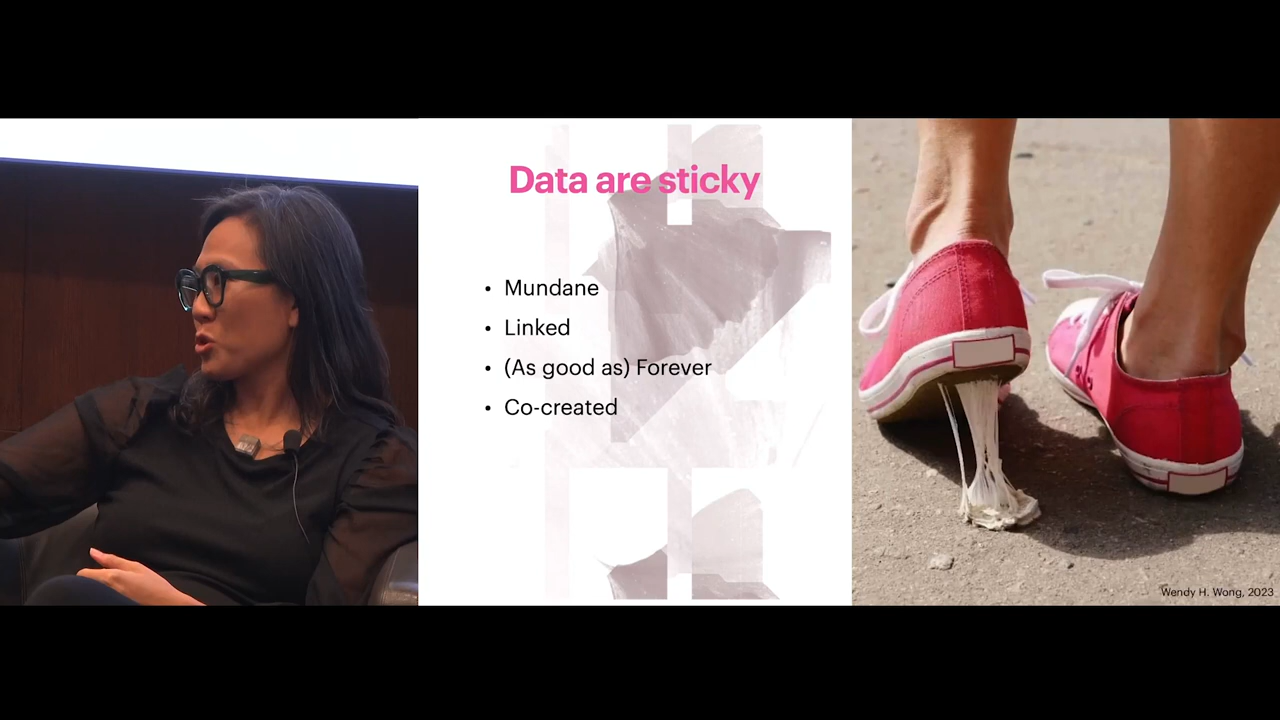 Data are sticky
• Mundane
• Linked
• (As good as) Forever
• Co-created
Wendy H. Wong, 2023